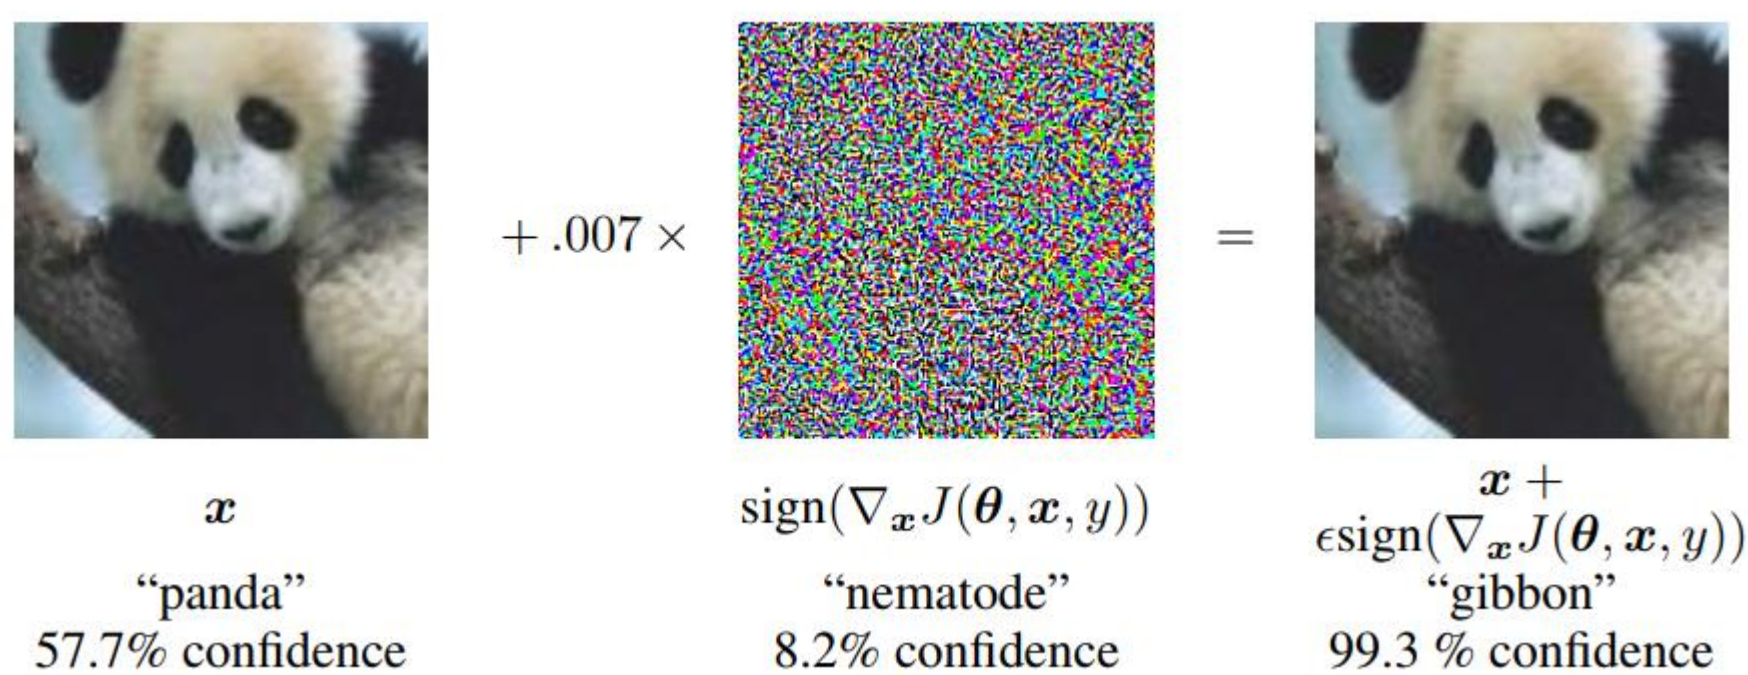 + .007 ×
=
x
sign(∇ₓJ(θ, x, y))
x +
ϵsign(∇ₓJ(θ, x, y))
“panda”
“nematode”
“gibbon”
57.7% confidence
8.2% confidence
99.3 % confidence